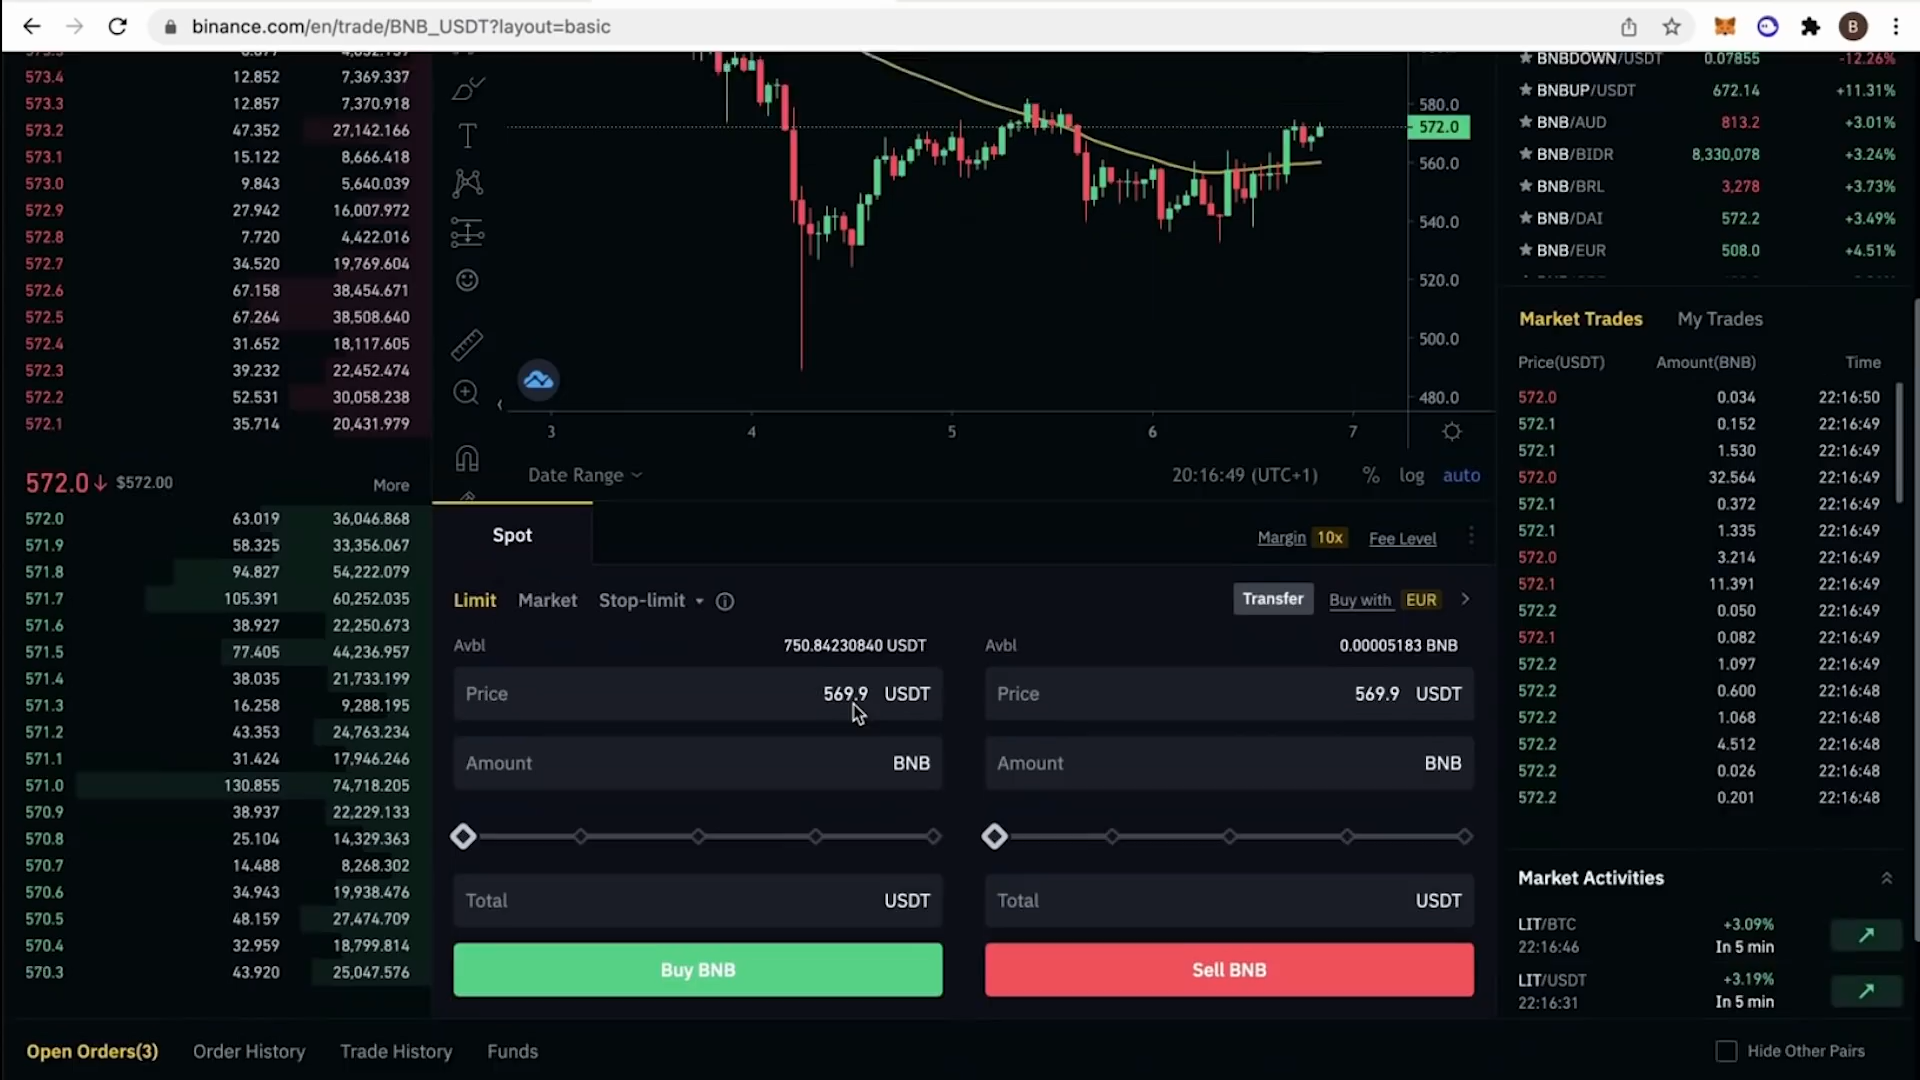 binance.com/en/trade/BNB_USDT?layout=basic
B
573.4 12.852 7,369.337
573.3 12.857 7,370.918
573.2 47.352 27,142.166
573.1 15.122 8,666.418
573.0 9.843 5,640.039
572.9 27.942 16,007.972
572.8 7.720 4,422.016
572.7 34.520 19,769.604
572.6 67.158 38,454.671
572.5 67.264 38,508.640
572.4 31.652 18,117.605
572.3 39.232 22,452.474
572.2 52.531 30,058.238
572.1 35.714 20,431.979
572.0↓ $572.00 More
572.0 63.019 36,046.868
571.9 58.325 33,356.067
571.8 94.827 54,222.079
571.7 105.391 60,252.035
571.6 38.927 22,250.673
571.5 77.405 44,236.957
571.4 38.035 21,733.199
571.3 16.258 9,288.195
571.2 43.353 24,763.234
571.1 31.424 17,946.246
571.0 130.855 74,718.205
570.9 38.937 22,229.133
570.8 25.104 14,329.363
570.7 14.488 8,268.302
570.6 34.943 19,938.476
570.5 48.159 27,474.709
570.4 32.959 18,799.814
570.3 43.920 25,047.576
580.0
572.0
560.0
540.0
520.0
500.0
480.0
3 4 5 6 7
Date Range 20:16:49 (UTC+1) % log auto
Spot Margin 10x Fee Level
Limit Market Stop-limit Transfer Buy with EUR
Avbl 750.84230840 USDT Avbl 0.00005183 BNB
Price 569.9 USDT Price 569.9 USDT
Amount BNB Amount BNB
Total USDT Total USDT
Buy BNB Sell BNB
BNBDOWN/USDT 0.07855 -12.26%
BNBUP/USDT 672.14 +11.31%
BNB/AUD 813.2 +3.01%
BNB/BIDR 8,330,078 +3.24%
BNB/BRL 3,278 +3.73%
BNB/DAI 572.2 +3.49%
BNB/EUR 508.0 +4.51%
Market Trades My Trades
Price(USDT) Amount(BNB) Time
572.0 0.034 22:16:50
572.1 0.152 22:16:49
572.1 1.530 22:16:49
572.0 32.564 22:16:49
572.1 0.372 22:16:49
572.1 1.335 22:16:49
572.0 3.214 22:16:49
572.1 11.391 22:16:49
572.2 0.050 22:16:49
572.1 0.082 22:16:49
572.2 1.097 22:16:49
572.2 0.600 22:16:48
572.2 1.068 22:16:48
572.2 4.512 22:16:48
572.2 0.026 22:16:48
572.2 0.201 22:16:48
Market Activities
LIT/BTC +3.09%
22:16:46 In 5 min
LIT/USDT +3.19%
22:16:31 In 5 min
Open Orders(3) Order History Trade History Funds Hide Other Pairs